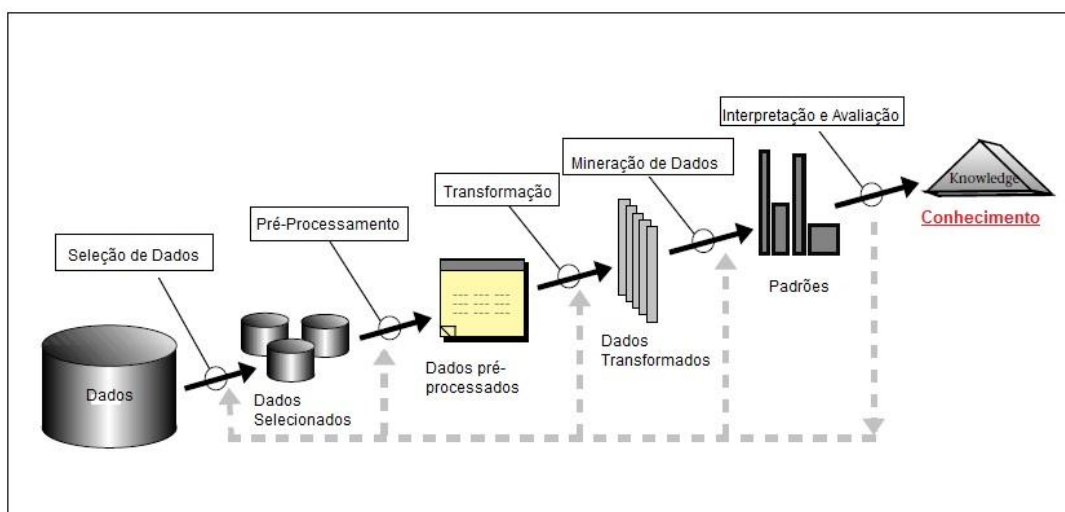 Interpretação e Avaliação
Mineração de Dados
Transformação
Pré-Processamento
Seleção de Dados
Knowledge
Conhecimento
Padrões
Dados
Transformados
Dados pré-
processados
Dados
Selecionados
Dados